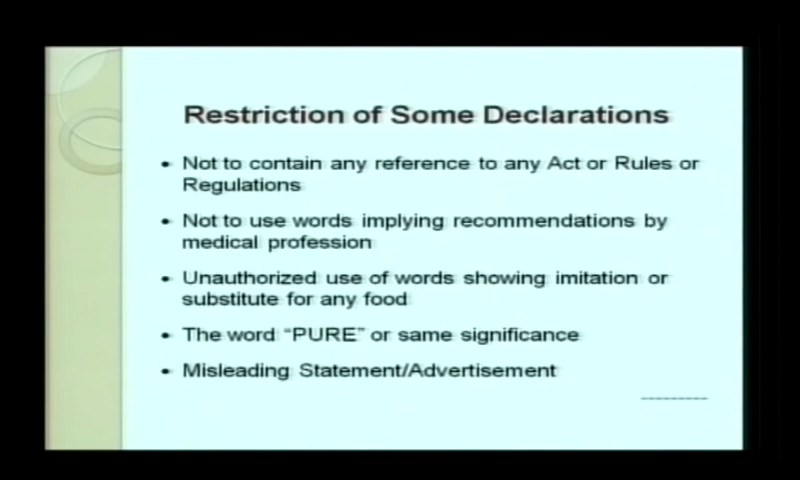 Restriction of Some Declarations
• Not to contain any reference to any Act or Rules or
Regulations
• Not to use words implying recommendations by
medical profession
• Unauthorized use of words showing imitation or
substitute for any food
• The word “PURE” or same significance
• Misleading Statement/Advertisement